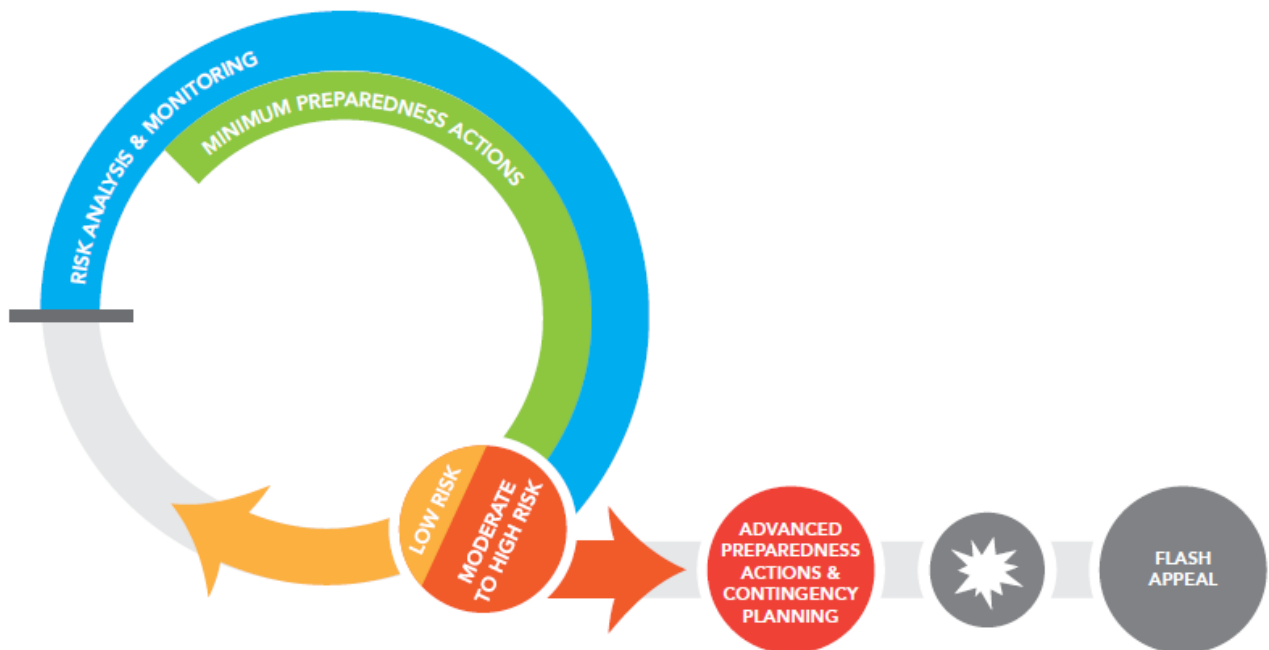 RISK ANALYSIS & MONITORING
MINIMUM PREPAREDNESS ACTIONS
LOW RISK
MODERATE
TO HIGH RISK
ADVANCED
PREPAREDNESS
ACTIONS &
CONTINGENCY
PLANNING
FLASH
APPEAL